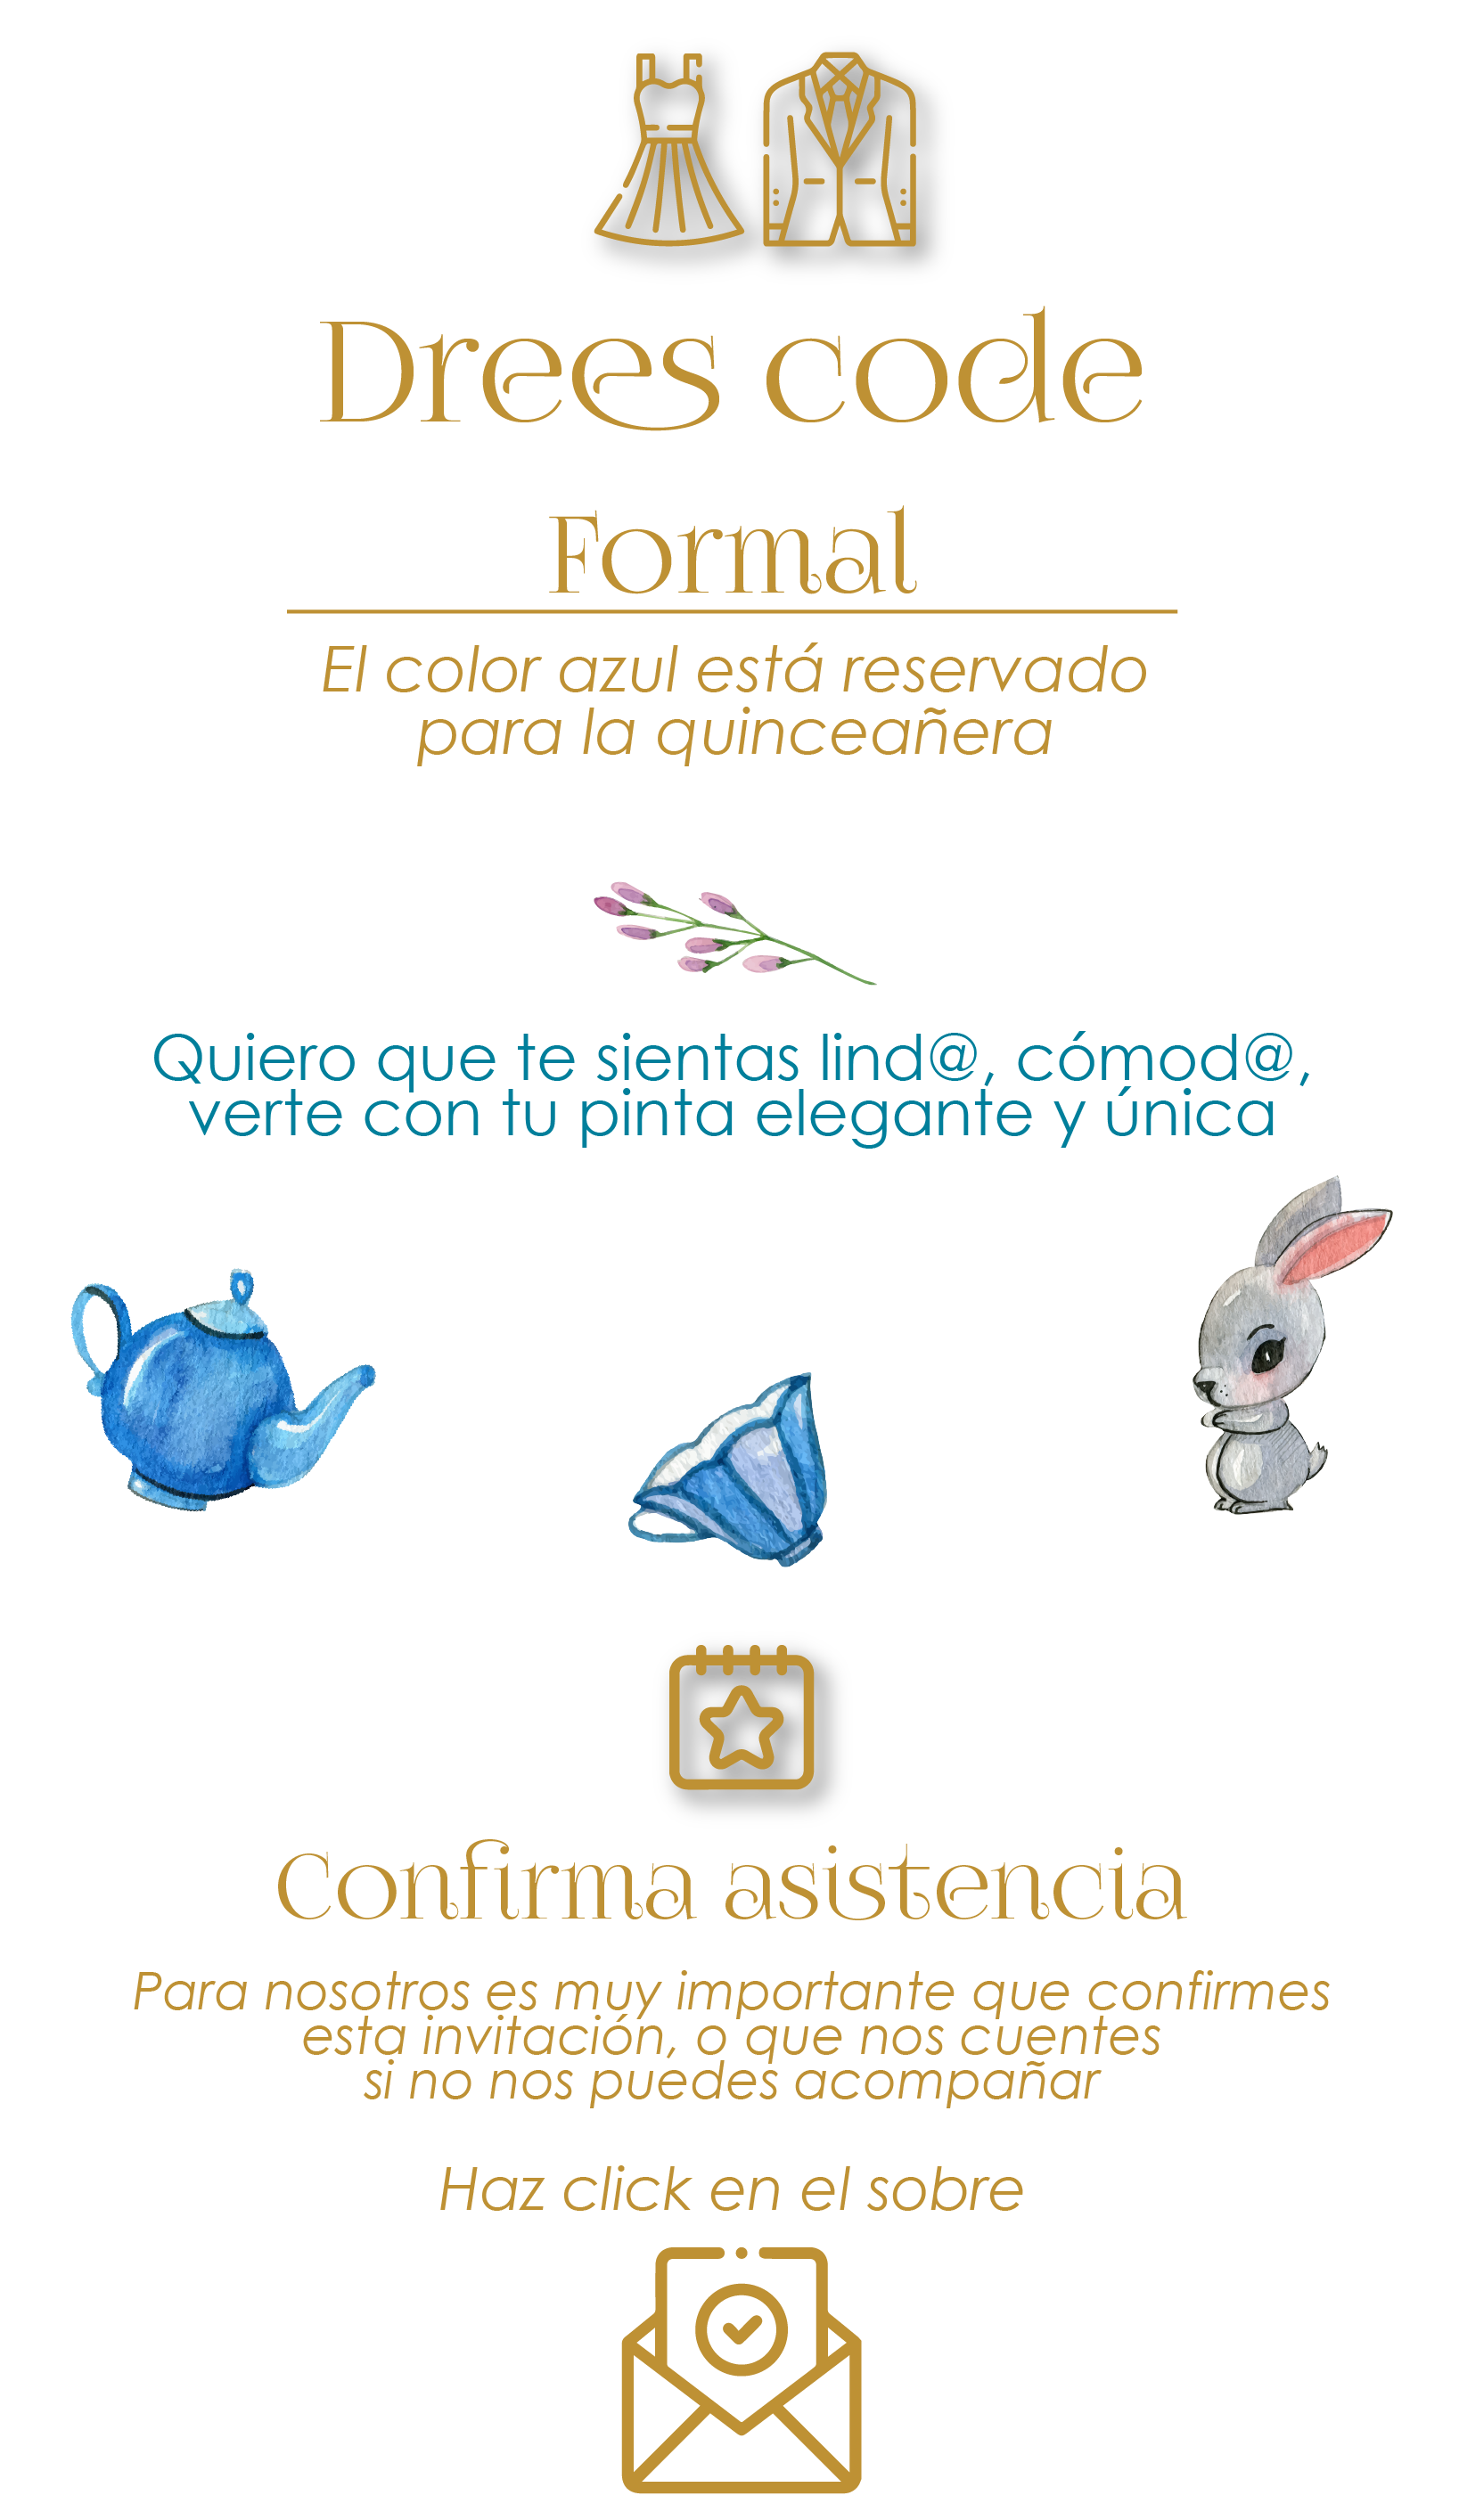 Drees code
Formal
El color azul está reservado
para la quinceañera
Quiero que te sientas lind@, cómod@,
verte con tu pinta elegante y única
Confirma asistencia
Para nosotros es muy importante que confirmes
esta invitación, o que nos cuentes
si no nos puedes acompañar
Haz click en el sobre